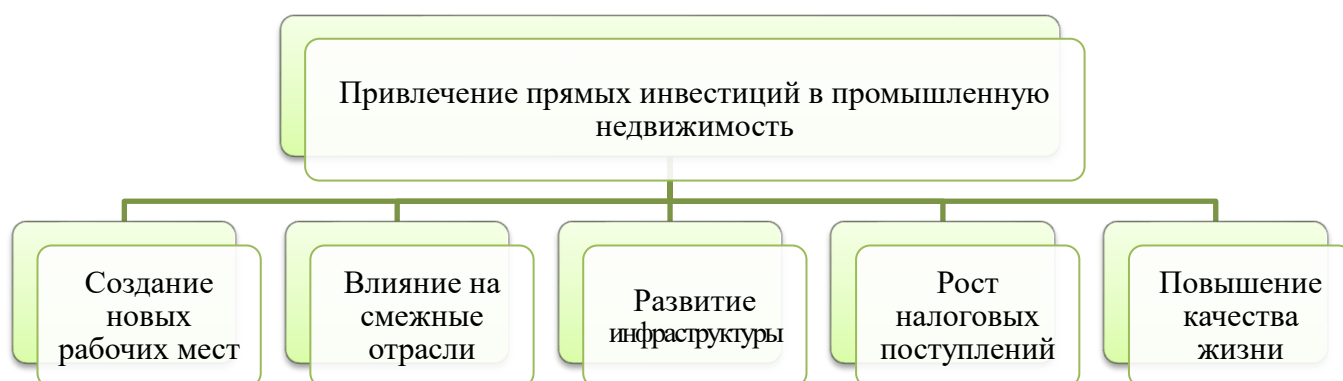 Привлечение прямых инвестиций в промышленную
недвижимость
Создание
новых
рабочих мест
Влияние на
смежные
отрасли
Развитие
инфраструктуры
Рост
налоговых
поступлений
Повышение
качества
жизни